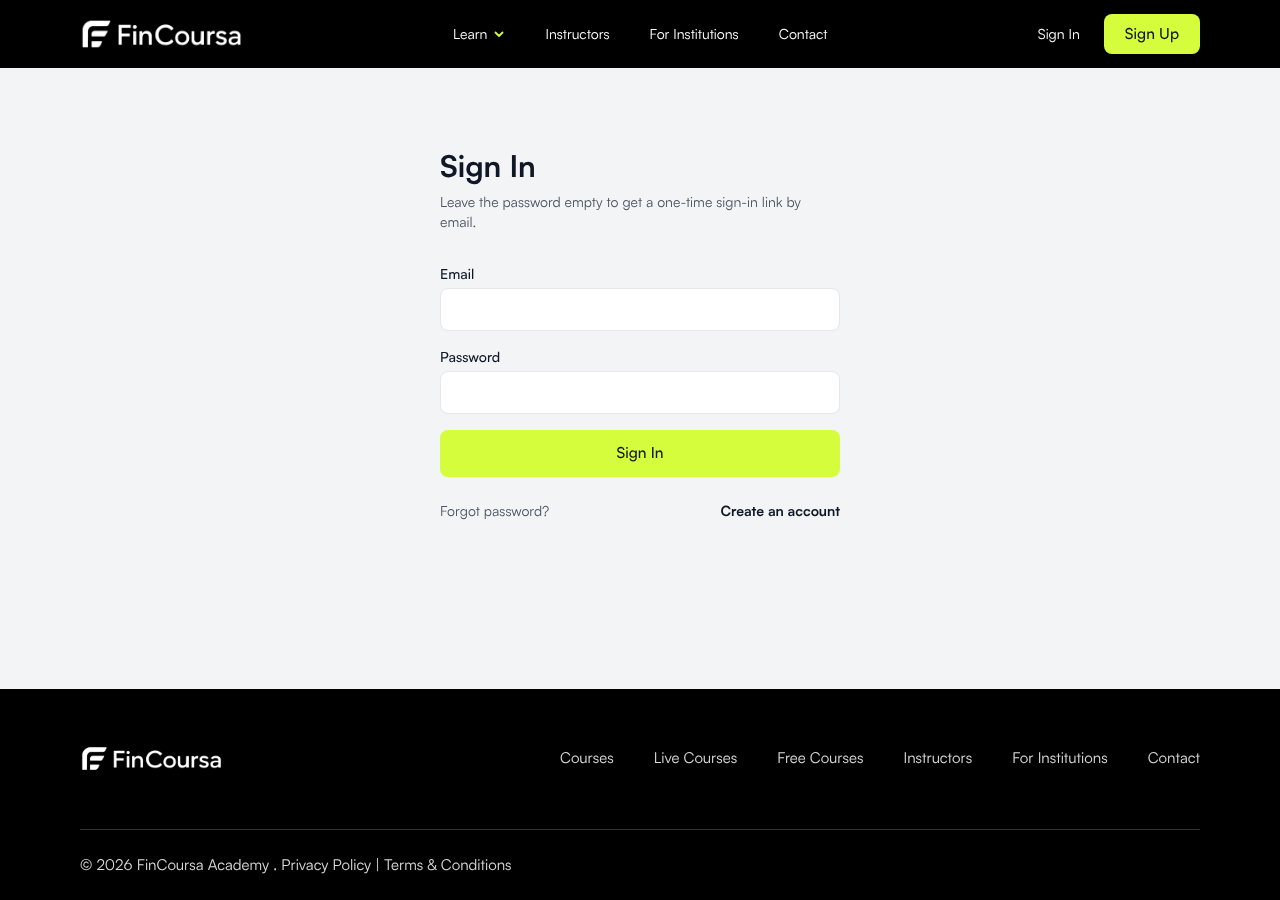 FinCoursa
Learn
Instructors
For Institutions
Contact
Sign In
Sign Up
Sign In
Leave the password empty to get a one-time sign-in link by
email.
Email
Password
Sign In
Forgot password?
Create an account
FinCoursa
Courses
Live Courses
Free Courses
Instructors
For Institutions
Contact
© 2026 FinCoursa Academy . Privacy Policy | Terms & Conditions